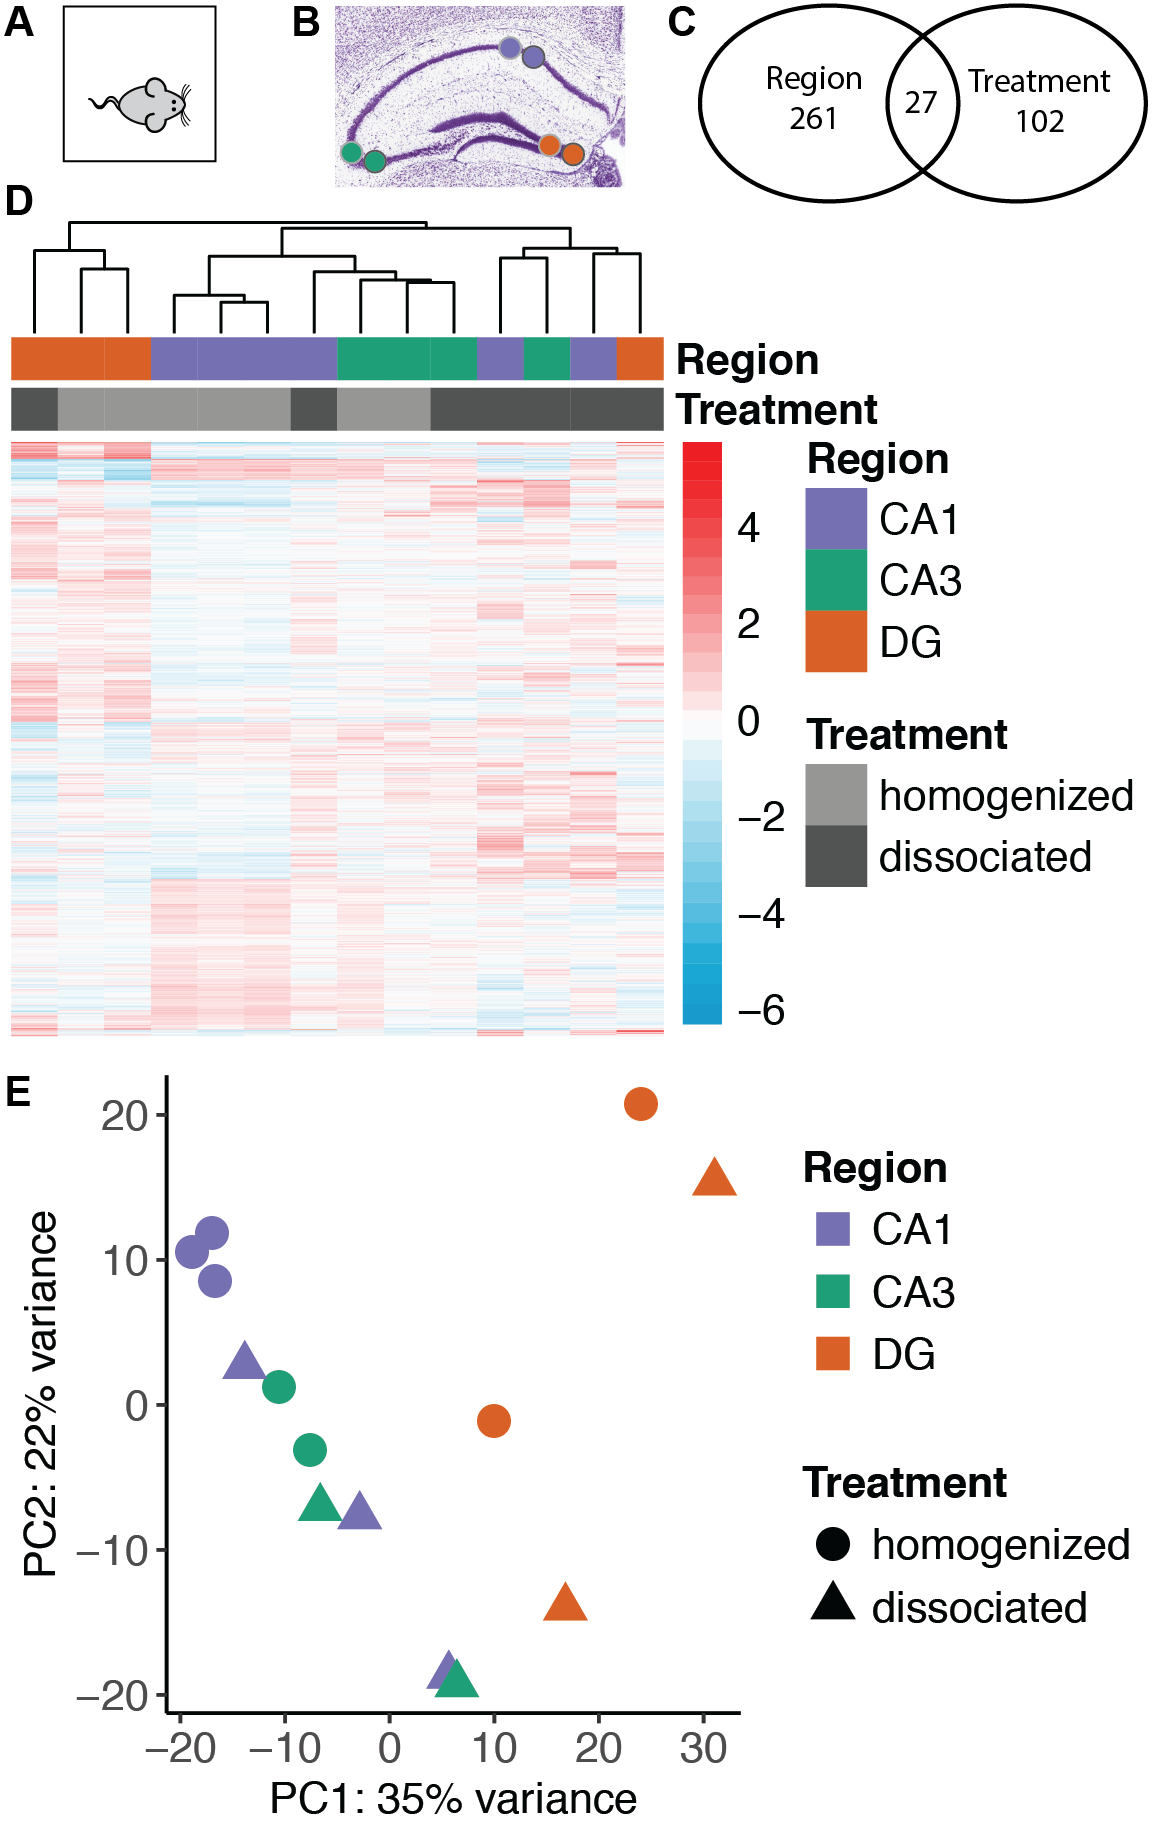 A
B
C
Region
261
27
Treatment
102
D
Region
Treatment
4
2
0
−2
−4
−6
Region
CA1
CA3
DG
Treatment
homogenized
dissociated
E
20
10
0
−10
−20
PC2: 22% variance
−20 −10 0 10 20 30
PC1: 35% variance
Region
CA1
CA3
DG
Treatment
homogenized
dissociated